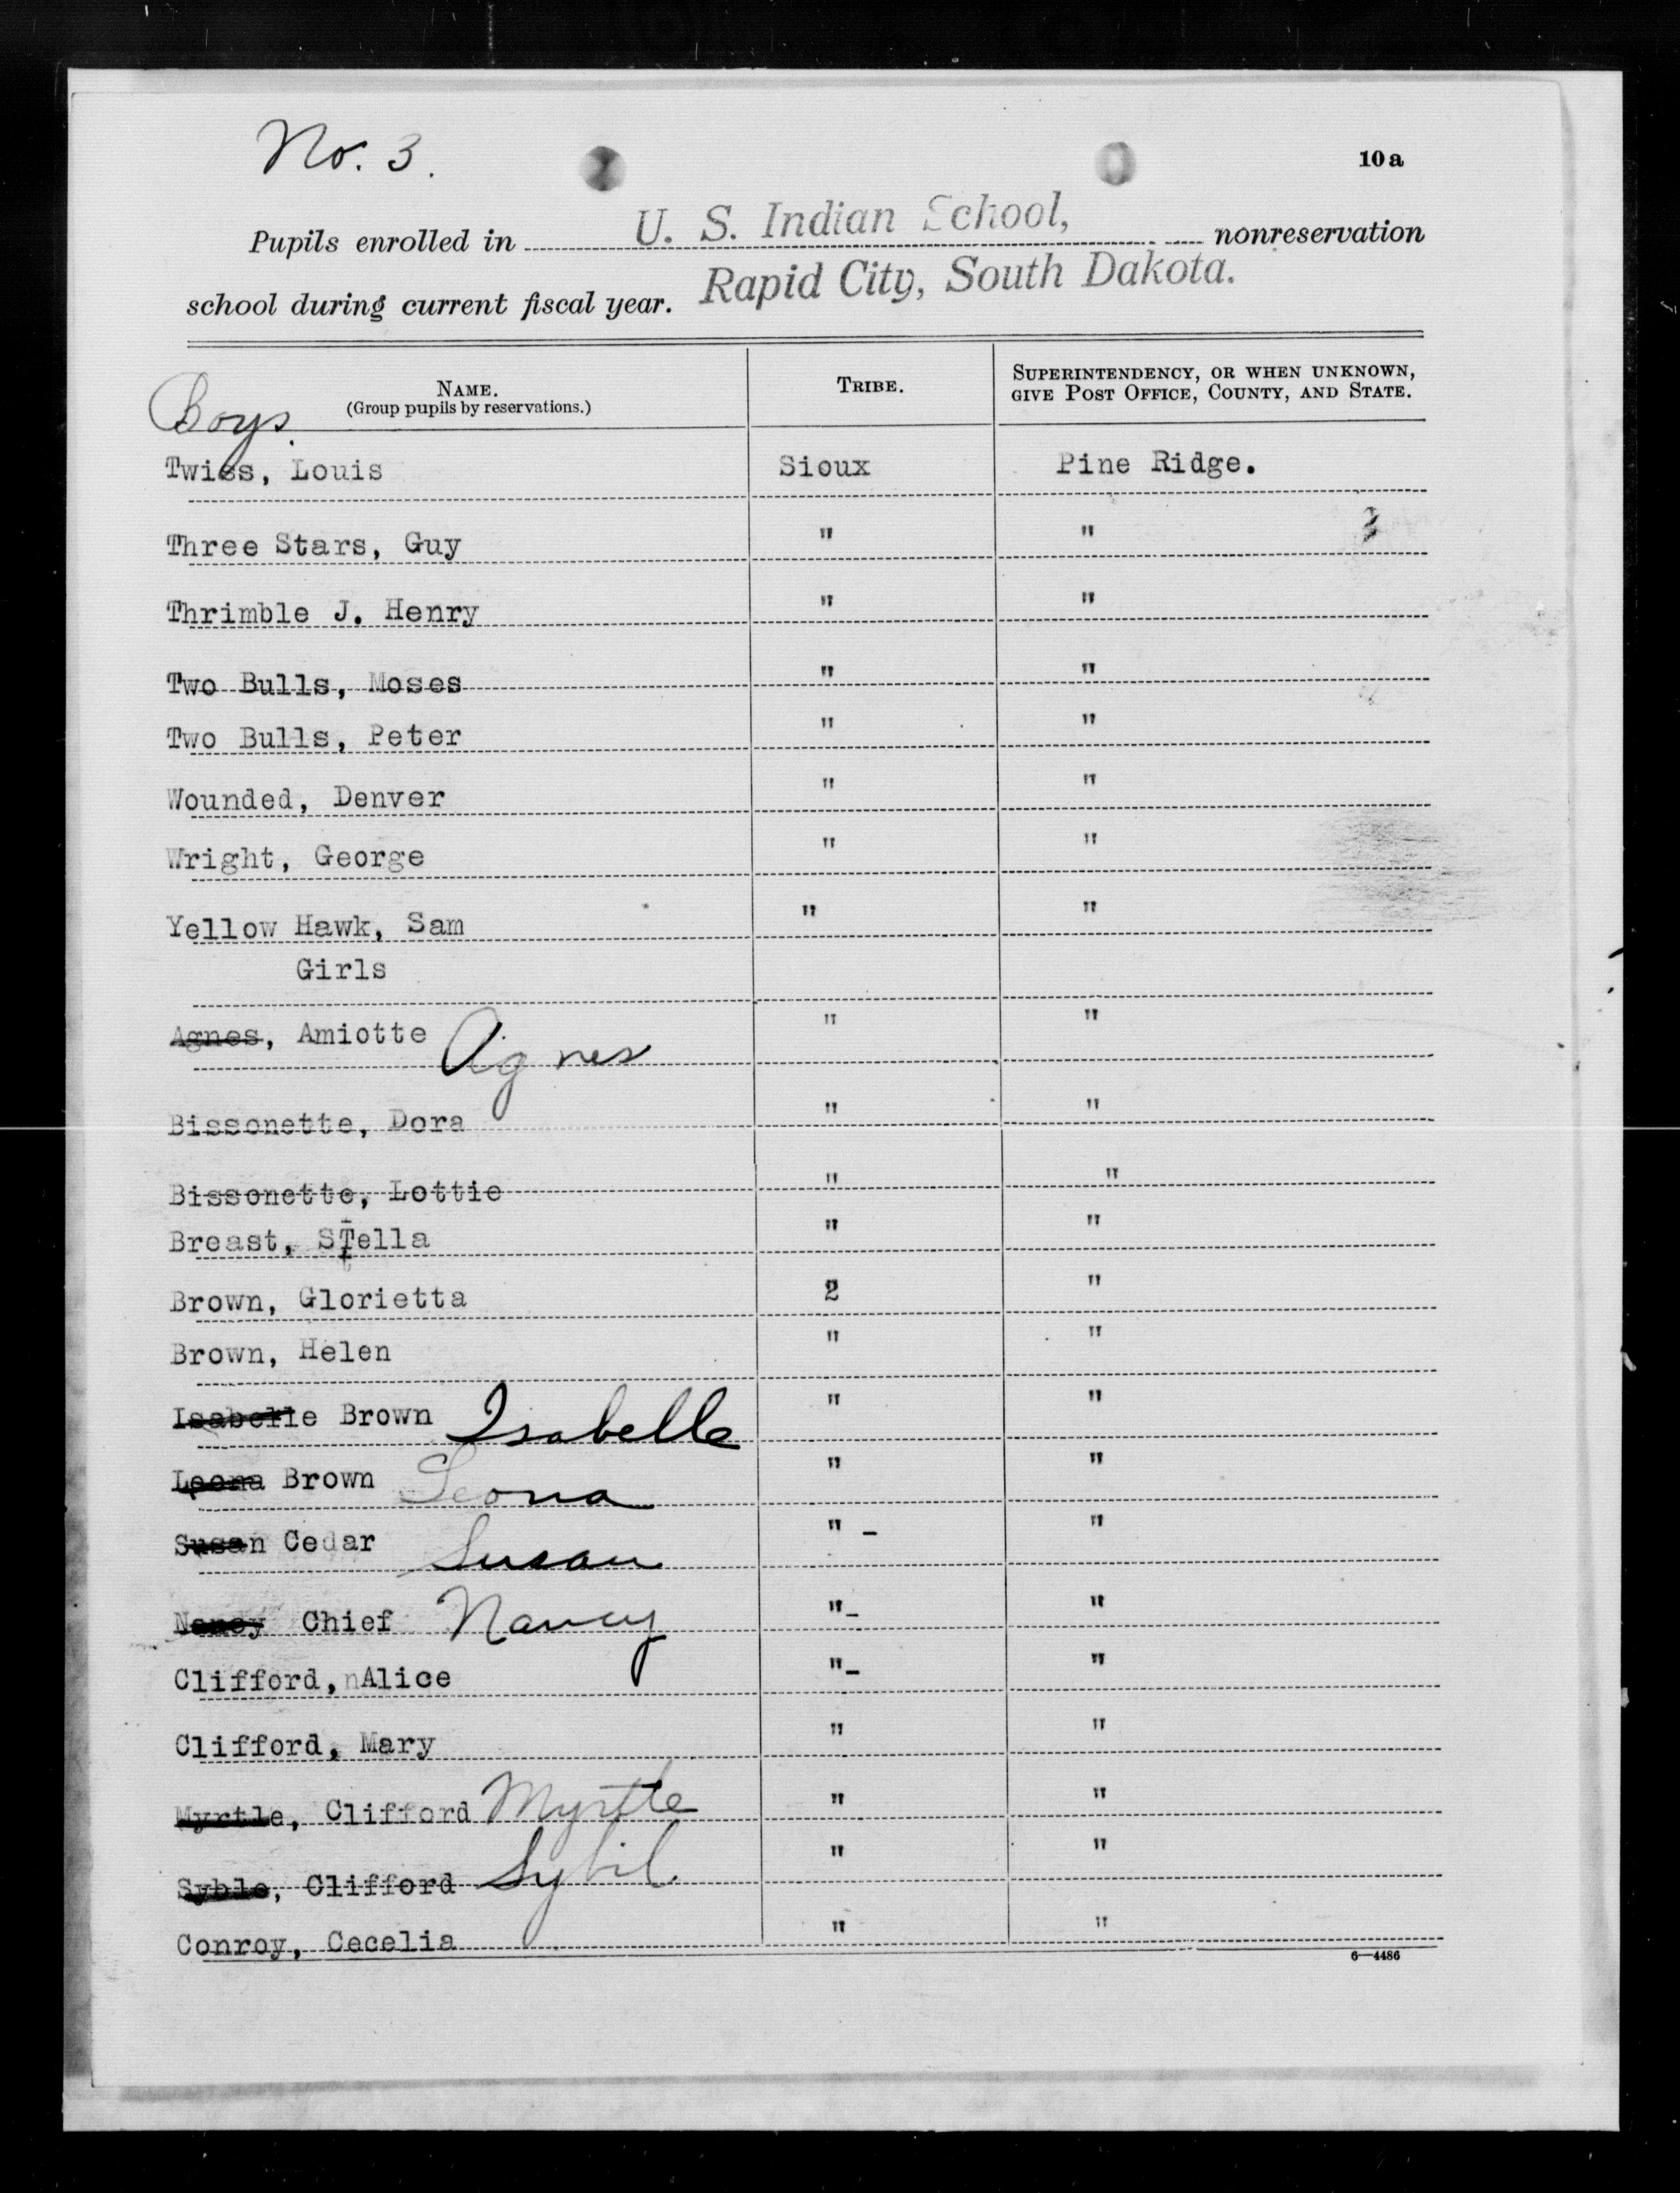 No. 3.
10 a
Pupils enrolled in U. S. Indian School, nonreservation
school during current fiscal year. Rapid City, South Dakota.
NAME. TRIBE. SUPERINTENDENCY, OR WHEN UNKNOWN,
(Group pupils by reservations.) GIVE POST OFFICE, COUNTY, AND STATE.
Boys.
Twiss, Louis Sioux Pine Ridge.
Three Stars, Guy " "
Thrimble J. Henry " "
Two Bulls, Moses " "
Two Bulls, Peter " "
Wounded, Denver " "
Wright, George " "
Yellow Hawk, Sam " "
Girls
Agnes, Amiotte Agnes " "
Bissonette, Dora " "
Bissonette, Lottie " "
Breast, STella " "
Brown, Glorietta 2 "
Brown, Helen " "
Isabelle Brown Isabelle " "
Leona Brown Leona " "
Susan Cedar Susan " - "
Nancy Chief Nancy "- "
Clifford,nAlice "- "
Clifford, Mary " "
Myrtle, Clifford Myrtle " "
Syble, Clifford Sybil " "
Conroy, Cecelia " "
6—4486